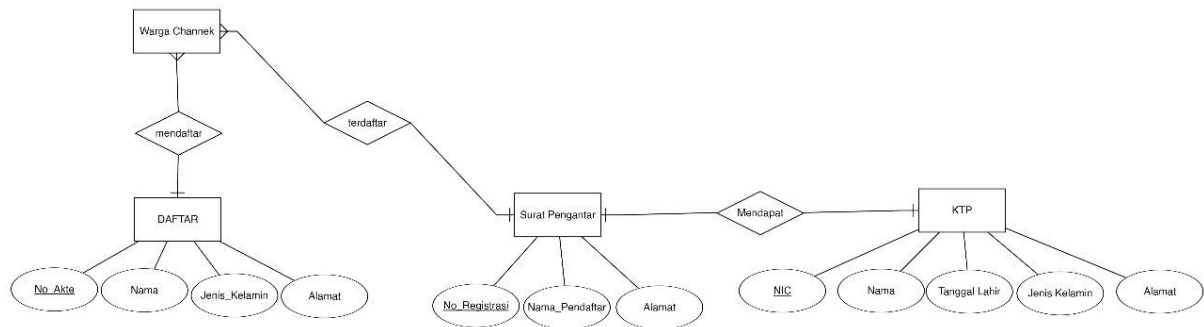 Warga Channek
terdaftar
mendaftar
Surat Pengantar
Mendapat
KTP
DAFTAR
No_Akte
Nama
Jenis_Kelamin
Alamat
No_Registrasi
Nama_Pendaftar
Alamat
NIC
Nama
Tanggal Lahir
Jenis Kelamin
Alamat